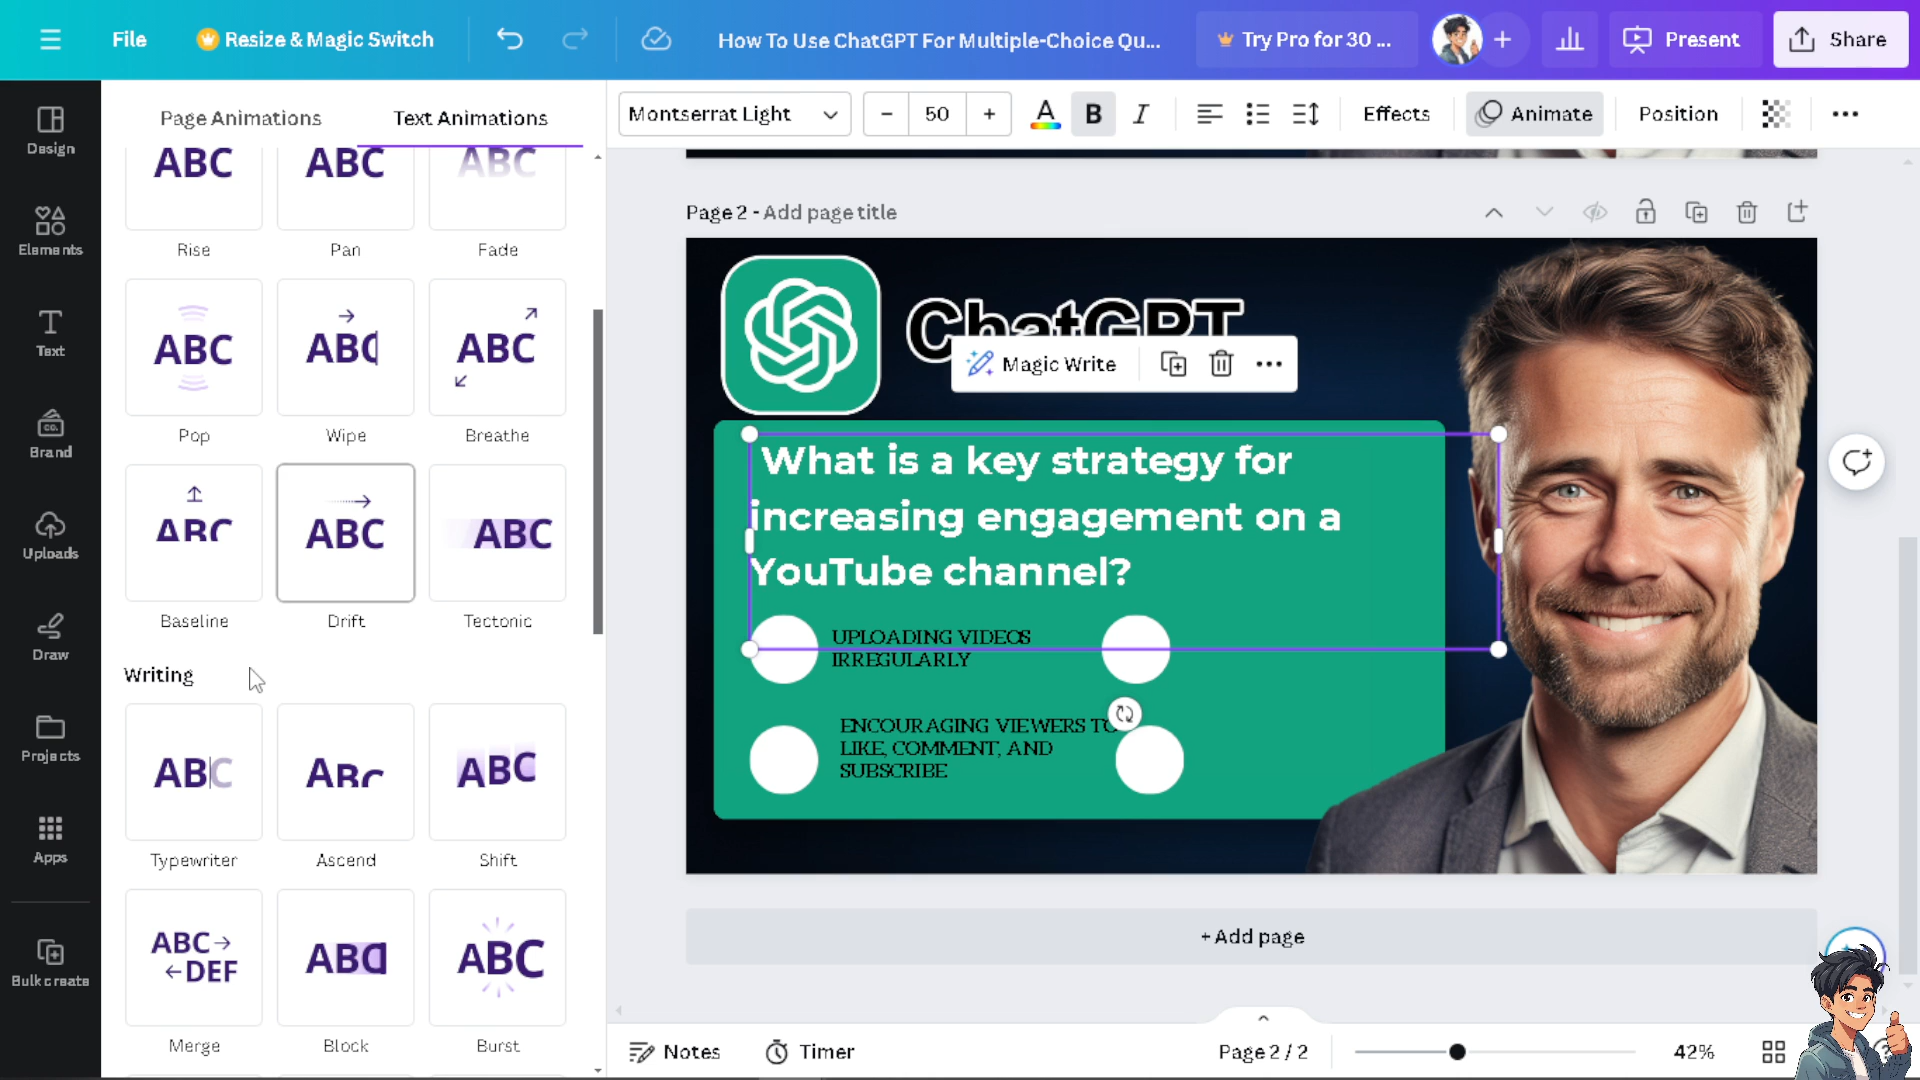 File
Resize & Magic Switch
How To Use ChatGPT For Multiple-Choice Qu...
Try Pro for 30 ...
+
Present
Share
Design
Elements
Text
CO.
Brand
Uploads
Draw
Projects
Apps
Bulk create
Page Animations
Text Animations
ABC
ABC
ABC
Rise
Pan
Fade
ABC
ABC
ABC
Pop
Wipe
Breathe
ABC
ABC
ABC
Baseline
Drift
Tectonic
Writing
ABC
ABC
ABC
Typewriter
Ascend
Shift
ABC→
←DEF
ABC
ABC
Merge
Block
Burst
Montserrat Light
- 50 +
A
B
I
Effects
Animate
Position
Page 2 - Add page title
ChatGPT
Magic Write
What is a key strategy for
increasing engagement on a
YouTube channel?
UPLOADING VIDEOS
IRREGULARLY
ENCOURAGING VIEWERS TO
LIKE, COMMENT, AND
SUBSCRIBE
+ Add page
Notes
Timer
Page 2 / 2
42%